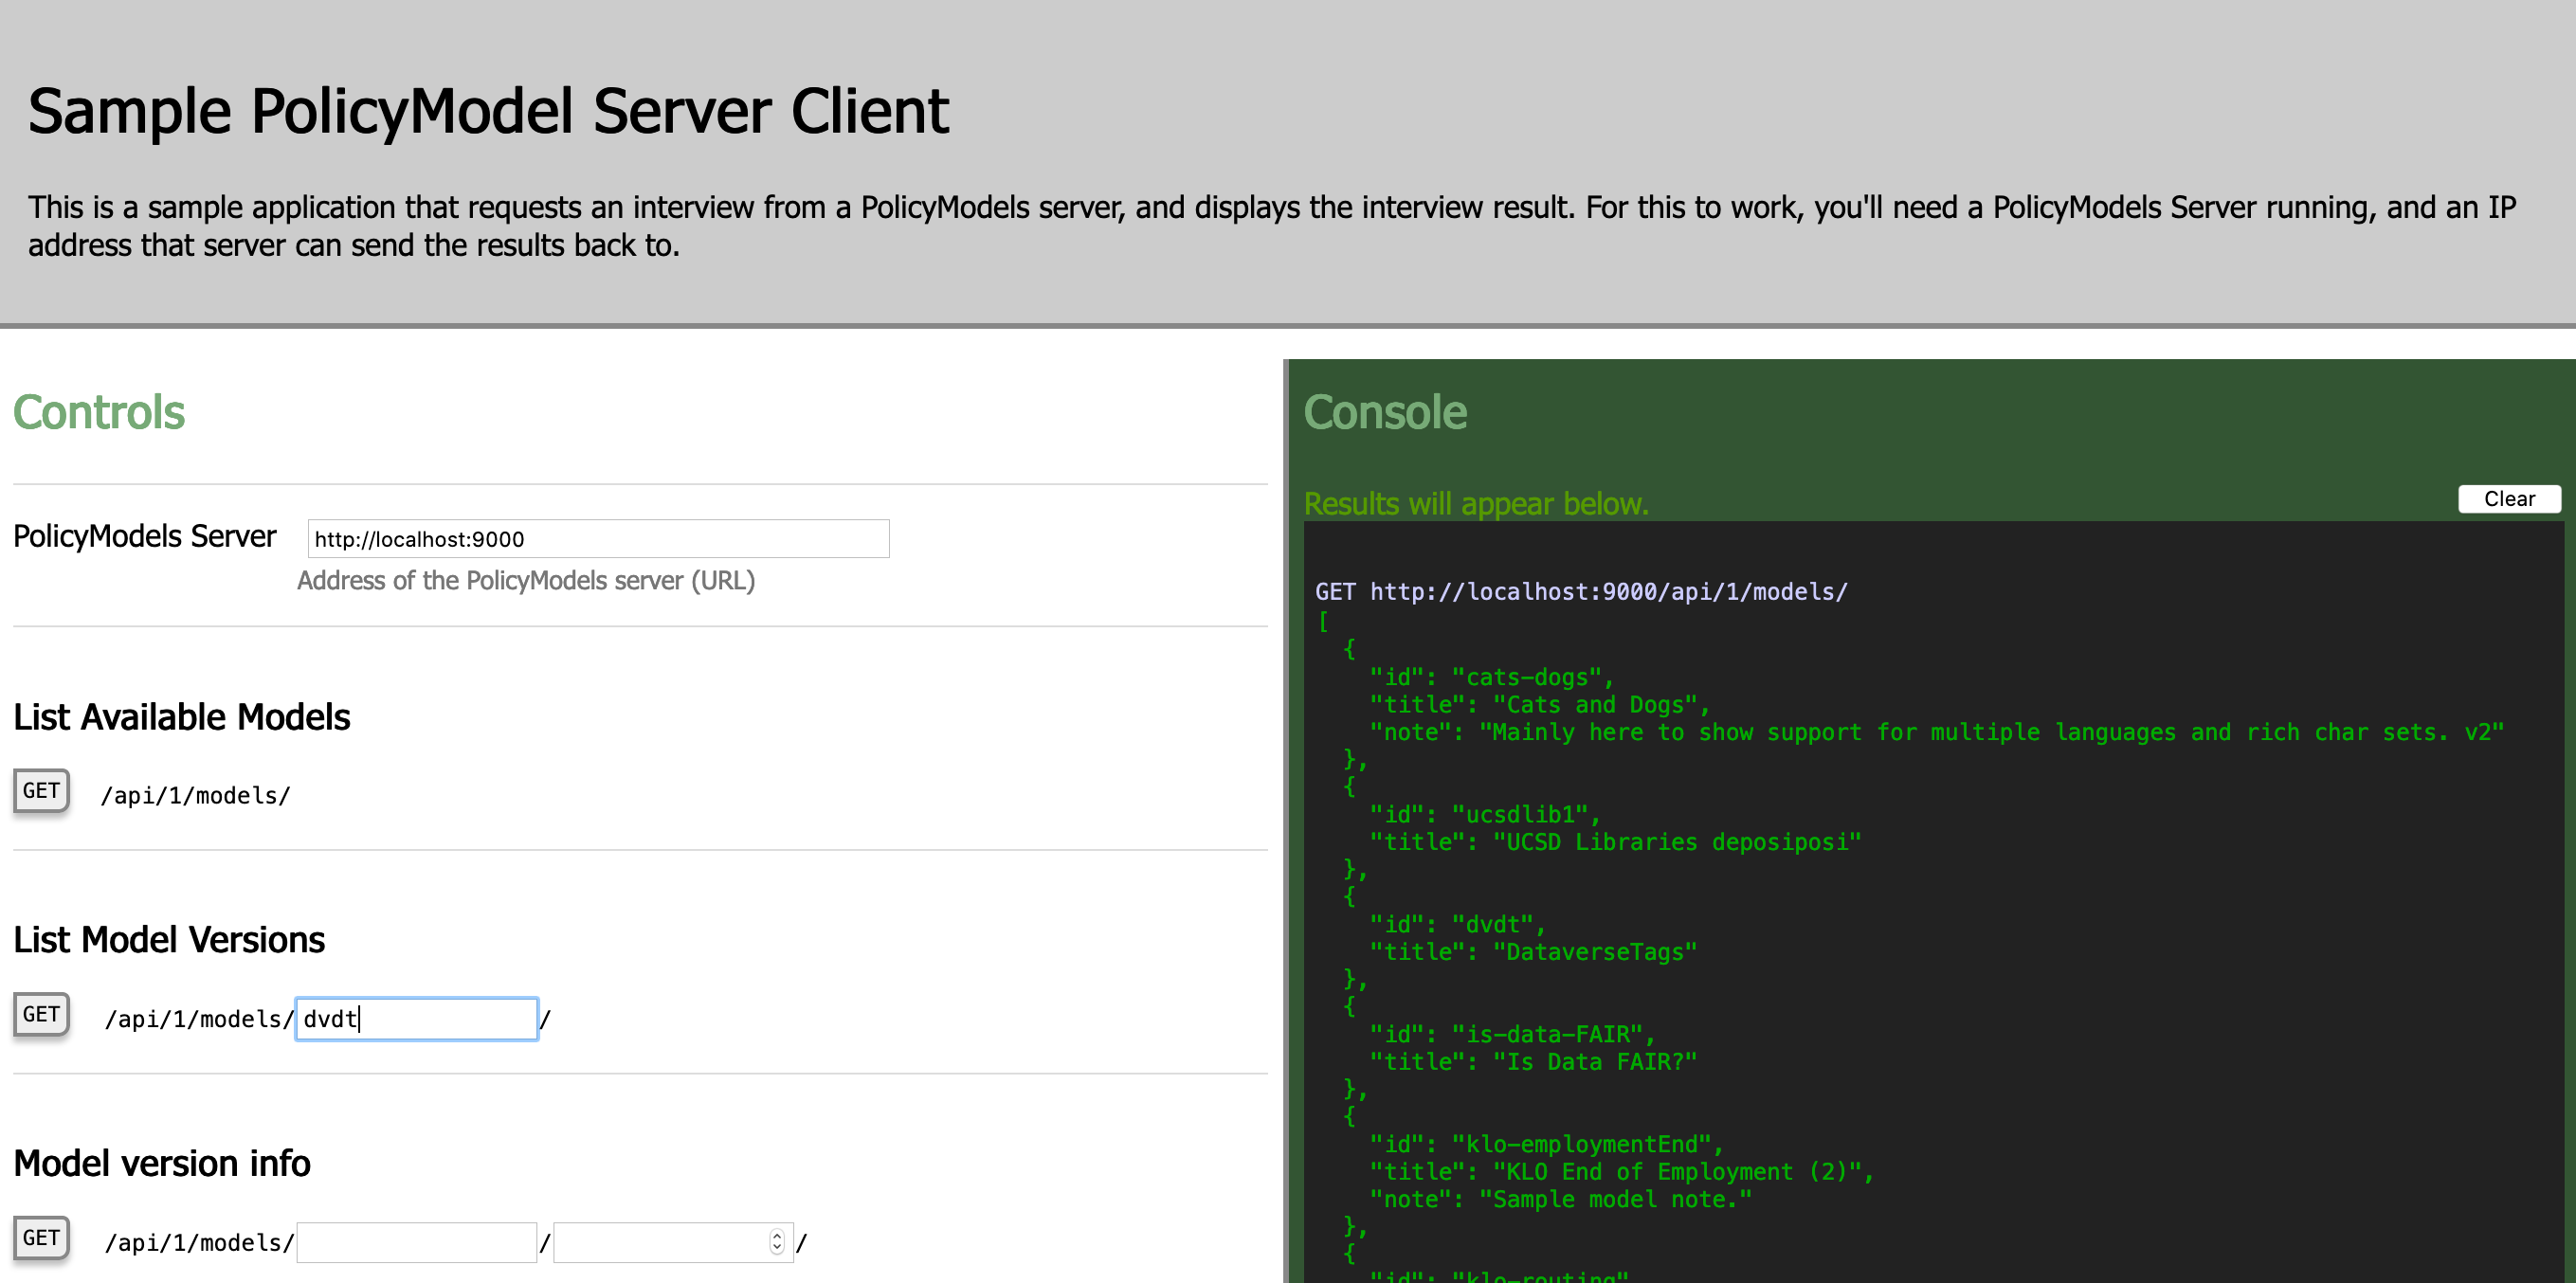 Sample PolicyModel Server Client
This is a sample application that requests an interview from a PolicyModels server, and displays the interview result. For this to work, you'll need a PolicyModels Server running, and an IP
address that server can send the results back to.
Controls
PolicyModels Server http://localhost:9000
Address of the PolicyModels server (URL)
List Available Models
GET /api/1/models/
List Model Versions
GET /api/1/models/dvdt/
Model version info
GET /api/1/models/ / /
Console
Results will appear below. Clear
GET http://localhost:9000/api/1/models/
[
{
"id": "cats-dogs",
"title": "Cats and Dogs",
"note": "Mainly here to show support for multiple languages and rich char sets. v2"
},
{
"id": "ucsdlib1",
"title": "UCSD Libraries deposiposi"
},
{
"id": "dvdt",
"title": "DataverseTags"
},
{
"id": "is-data-FAIR",
"title": "Is Data FAIR?"
},
{
"id": "klo-employmentEnd",
"title": "KLO End of Employment (2)",
"note": "Sample model note."
},
{
"id": "klo-routing"